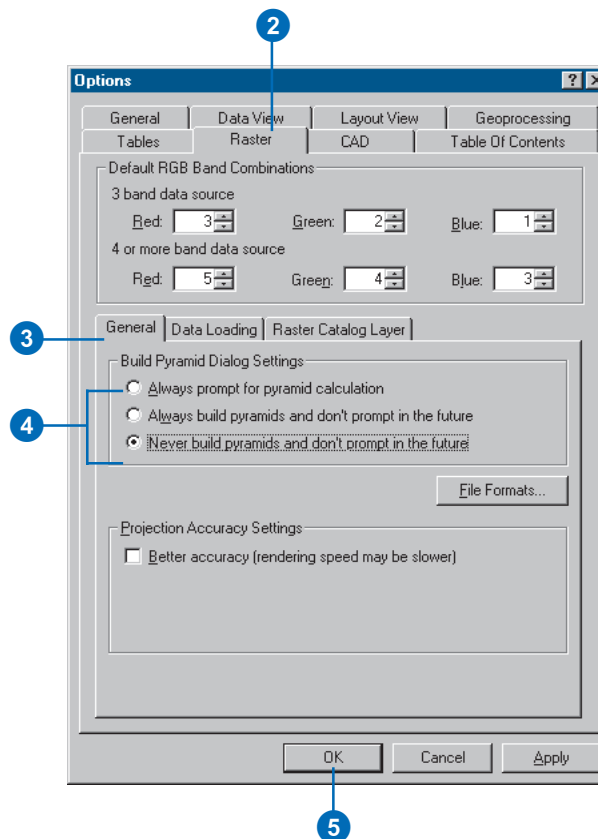 2
Options
General Data View Layout View Geoprocessing
Tables Raster CAD Table Of Contents
Default RGB Band Combinations
3 band data source
Red: 3 Green: 2 Blue: 1
4 or more band data source
Red: 5 Green: 4 Blue: 3
3
General Data Loading Raster Catalog Layer
Build Pyramid Dialog Settings
Always prompt for pyramid calculation
4
Always build pyramids and don't prompt in the future
Never build pyramids and don't prompt in the future
File Formats...
Projection Accuracy Settings
Better accuracy (rendering speed may be slower)
OK Cancel Apply
5